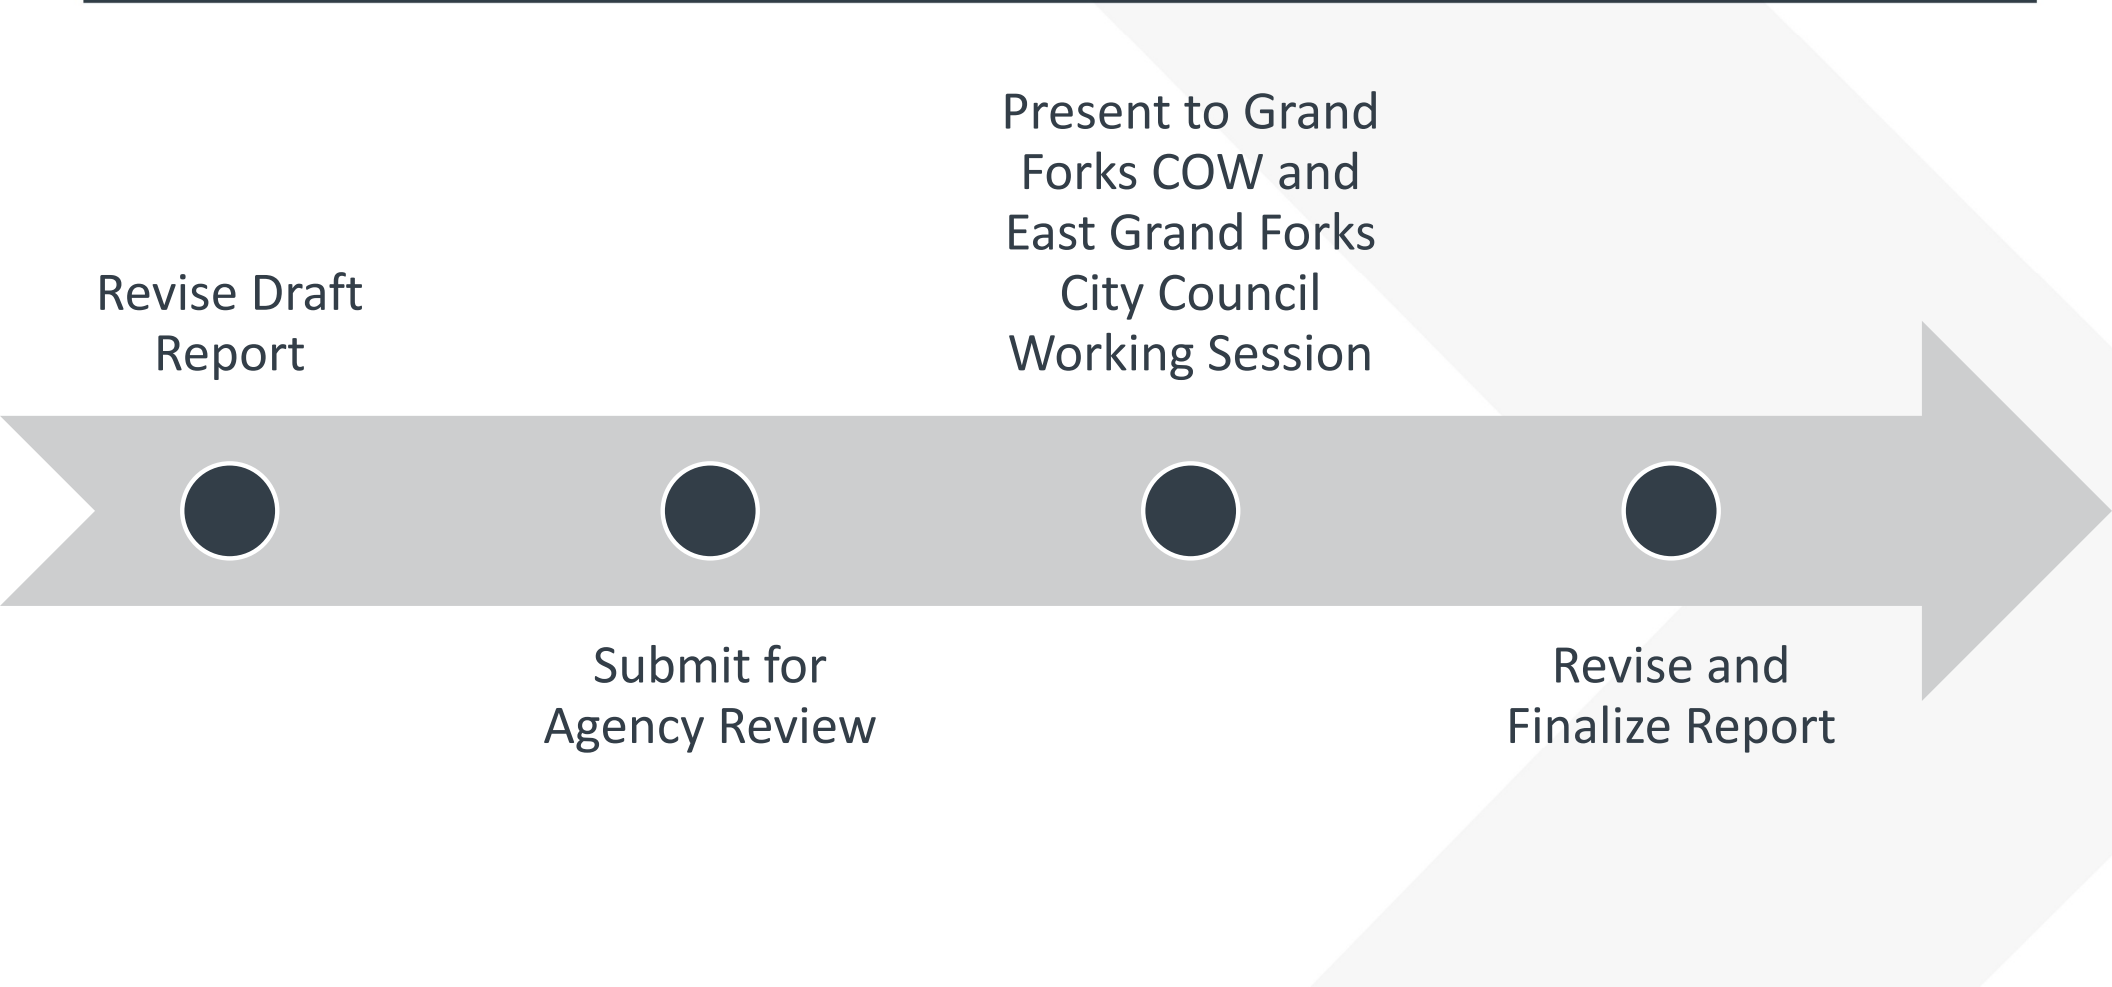 Revise Draft
Report
Submit for
Agency Review
Present to Grand
Forks COW and
East Grand Forks
City Council
Working Session
Revise and
Finalize Report